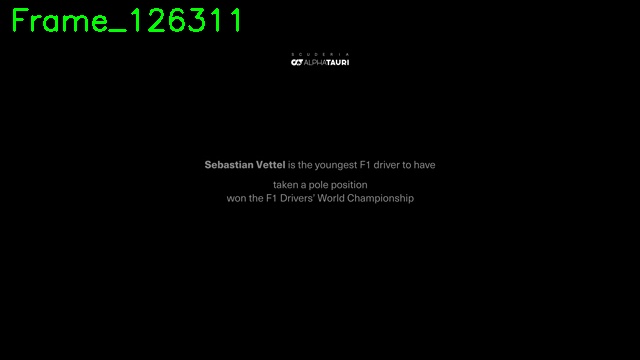 Frame_126311
SCUDERIA
ALPHATAURI
Sebastian Vettel is the youngest F1 driver to have
taken a pole position
won the F1 Drivers' World Championship